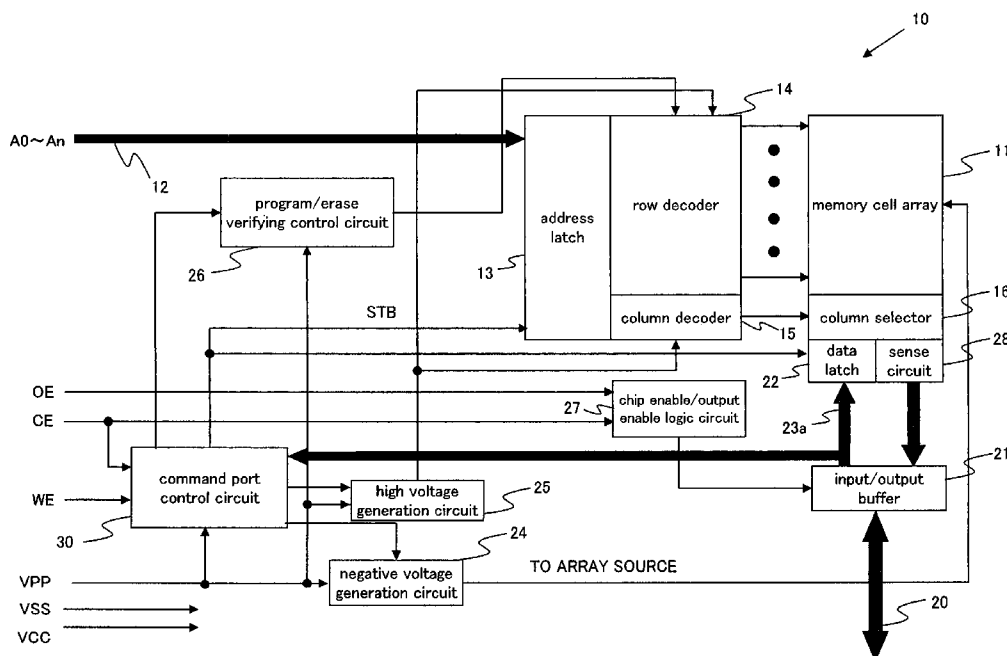 10
14
A0～An
12
program/erase
verifying control circuit
26
address
latch
13
row decoder
memory cell array
11
STB
column decoder
15
column selector
16
data
latch
22
sense
circuit
28
OE
CE
27
chip enable/output
enable logic circuit
23a
command port
control circuit
30
WE
high voltage
generation circuit
25
input/output
buffer
21
24
VPP
negative voltage
generation circuit
TO ARRAY SOURCE
VSS
VCC
20